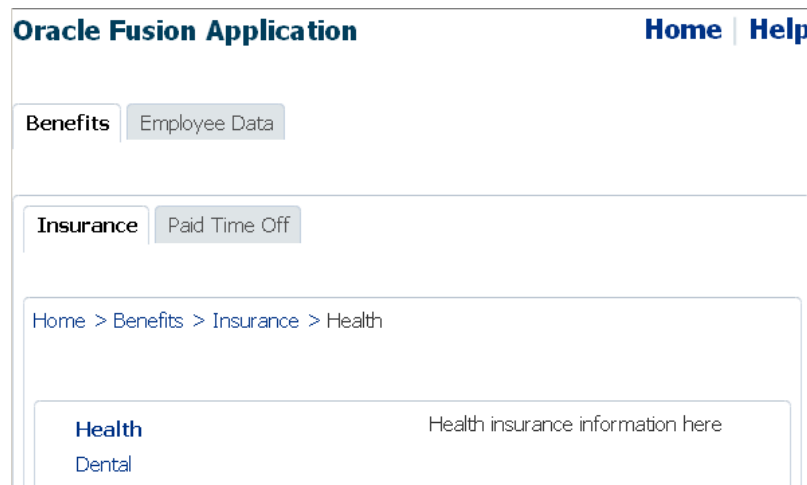 Oracle Fusion Application Home Help
Benefits Employee Data
Insurance Paid Time Off
Home > Benefits > Insurance > Health
Health Health insurance information here
Dental